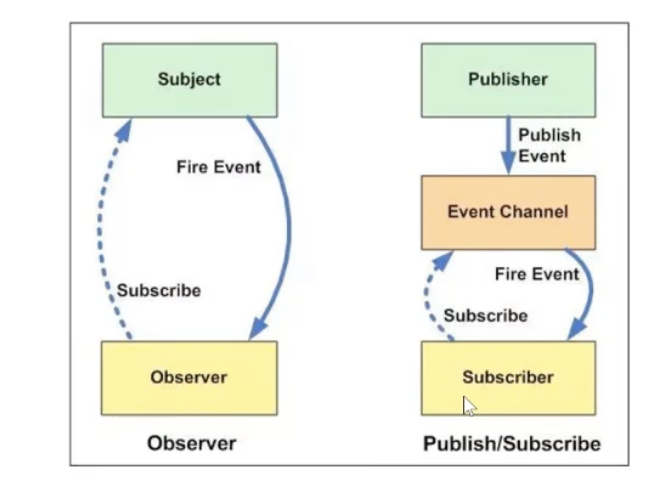 Subject
Fire Event
Subscribe
Observer
Observer
Publisher
Publish
Event
Event Channel
Fire Event
Subscribe
Subscriber
Publish/Subscribe